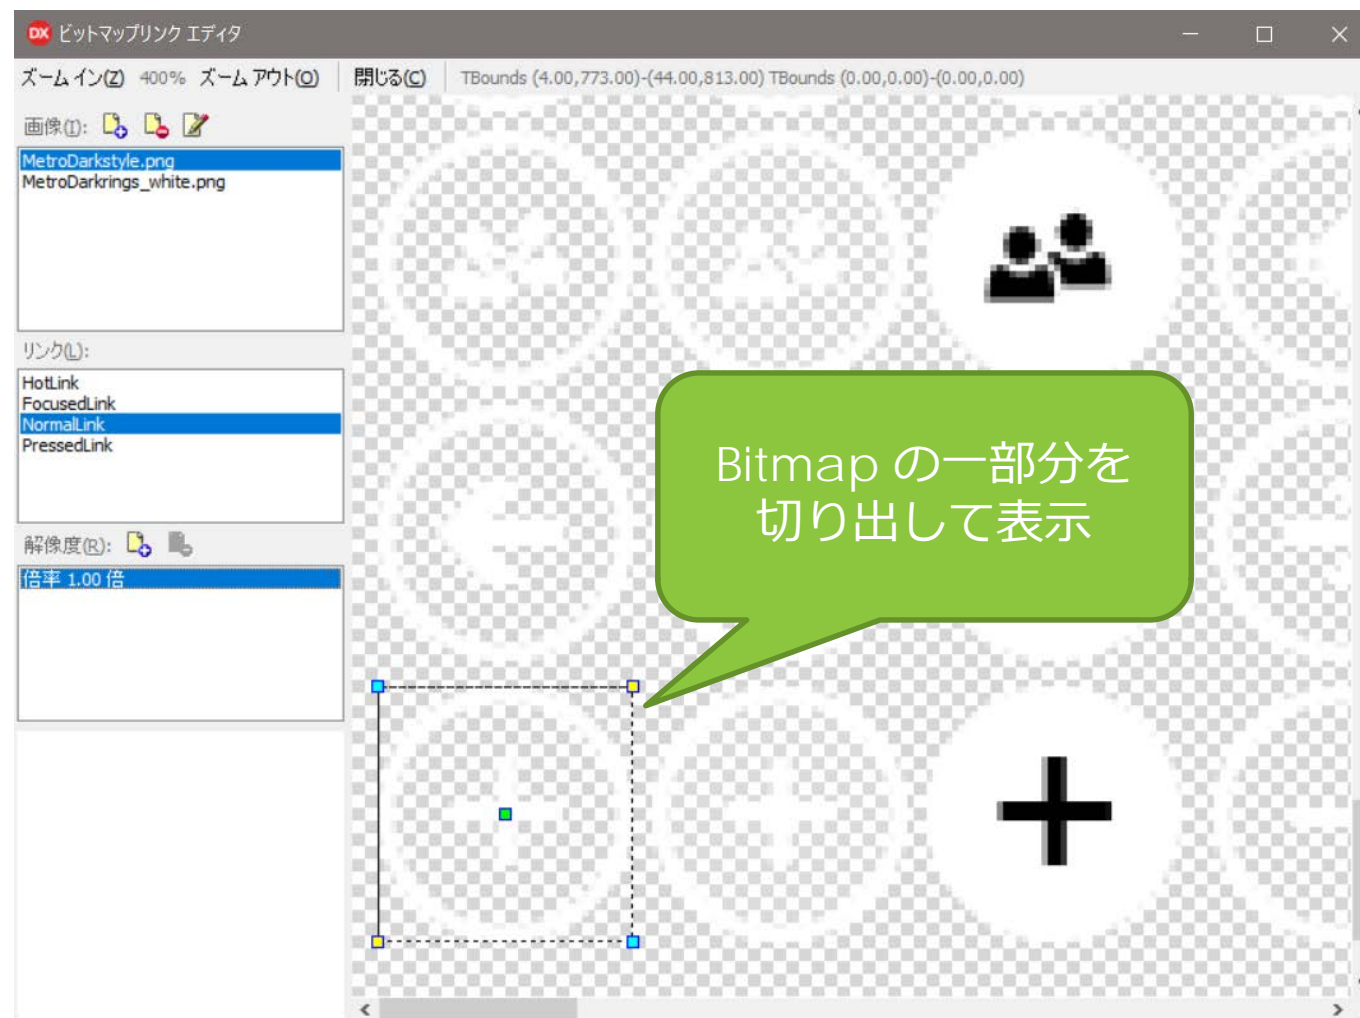 DX ビットマップリンク エディタ
ズーム イン(Z) 400% ズーム アウト(O) 閉じる(C) TBounds (4.00,773.00)-(44.00,813.00) TBounds (0.00,0.00)-(0.00,0.00)
画像(I):
MetroDarkstyle.png
MetroDarkrings_white.png
リンク(L):
HotLink
FocusedLink
NormalLink
PressedLink
解像度(R):
倍率 1.00 倍
Bitmap の一部分を
切り出して表示